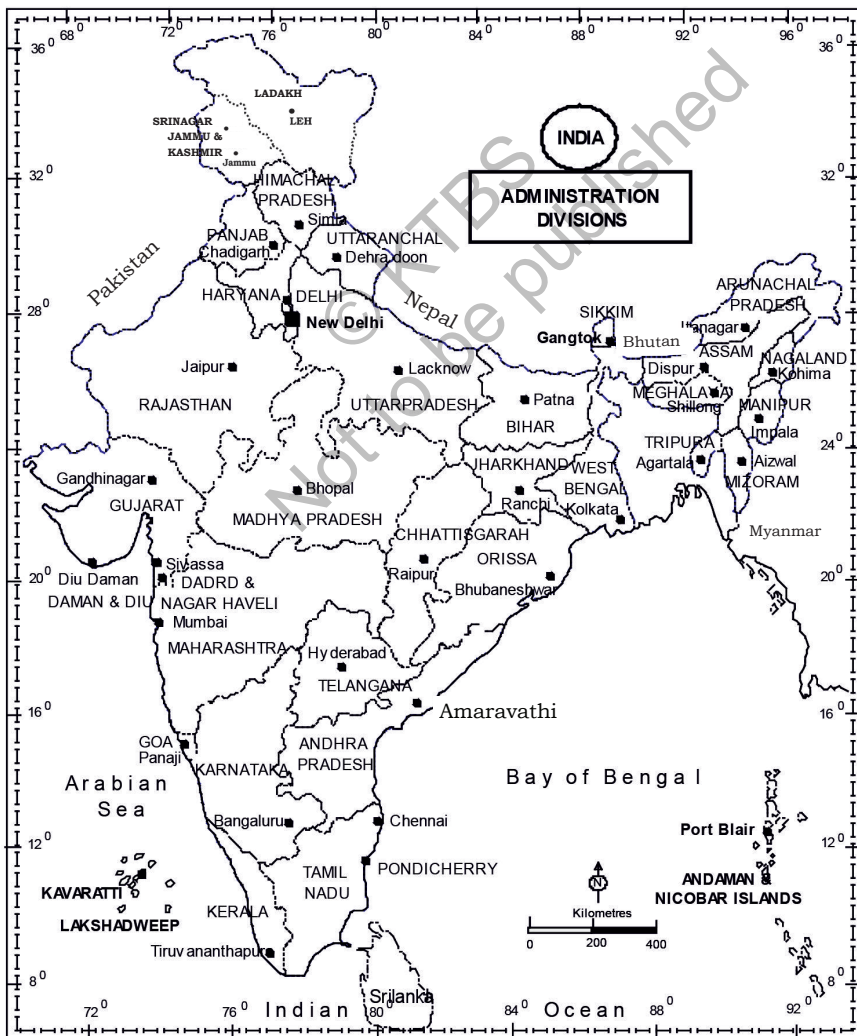 68⁰ 72⁰ 76⁰ 80⁰ 84⁰ 88⁰ 92⁰ 96⁰
36⁰
36⁰
LADAKH
LEH
SRINAGAR
JAMMU &
KASHMIR
Jammu
INDIA
ADMINISTRATION
DIVISIONS
32⁰
32⁰
HIMACHAL
PRADESH
Simla
PANJAB
Chadigarh
UTTARANCHAL
Dehradoon
Pakistan
HARYANA
DELHI
New Delhi
Nepal
28⁰
28⁰
SIKKIM
Gangtok
Bhutan
ARUNACHAL
PRADESH
Itanagar
ASSAM
Dispur
NAGALAND
Kohima
MEGHALAYA
Shillong
MANIPUR
Impala
Jaipur
RAJASTHAN
Lacknow
UTTARPRADESH
Patna
BIHAR
24⁰
24⁰
TRIPURA
Agartala
Aizwal
MIZORAM
Gandhinagar
GUJARAT
Bhopal
MADHYA PRADESH
JHARKHAND
Ranchi
WEST
BENGAL
Kolkata
Myanmar
CHHATTISGARAH
Raipur
ORISSA
Bhubaneshwar
20⁰
20⁰
Diu Daman
DAMAN & DIU
Sivassa
DADRD &
NAGAR HAVELI
Mumbai
MAHARASHTRA
Hyderabad
TELANGANA
Amaravathi
16⁰
16⁰
GOA
Panaji
KARNATAKA
ANDHRA
PRADESH
Arabian
Sea
Bay of Bengal
Bangaluru
Chennai
Port Blair
12⁰
12⁰
TAMIL
NADU
PONDICHERRY
ANDAMAN &
NICOBAR ISLANDS
KAVARATTI
LAKSHADWEEP
KERALA
Tiruvananthapur
N
Kilometres
0 200 400
8⁰
8⁰
Srilanka
Indian Ocean
72⁰ 76⁰ 80⁰ 84⁰ 88⁰ 92⁰
© KTBS
Not to be published